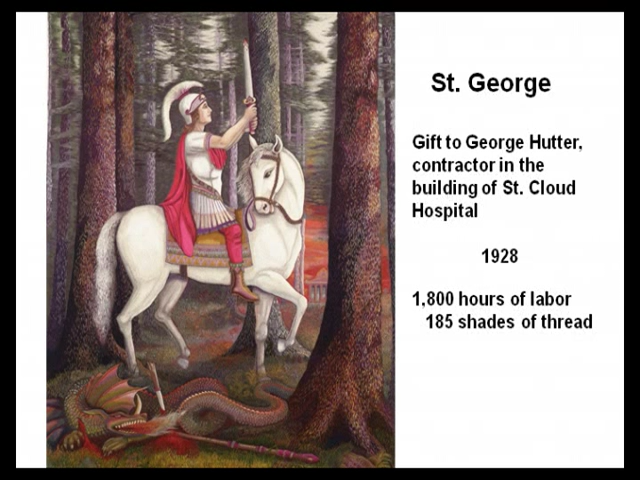 St. George
Gift to George Hutter,
contractor in the
building of St. Cloud
Hospital
1928
1,800 hours of labor
185 shades of thread